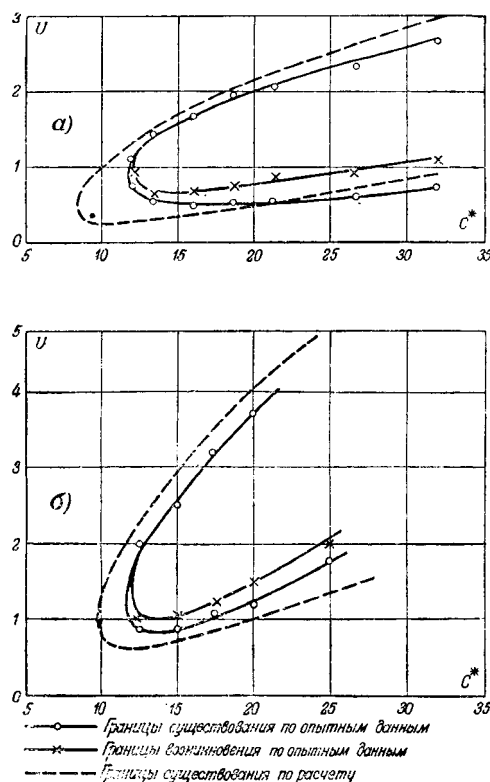 3
U
2
а)
1
0
C*
5 10 15 20 25 30 35
5
U
4
3
б)
2
1
0
C*
5 10 15 20 25 30 35
Границы существования по опытным данным
Границы возникновения по опытным данным
Границы существования по расчету